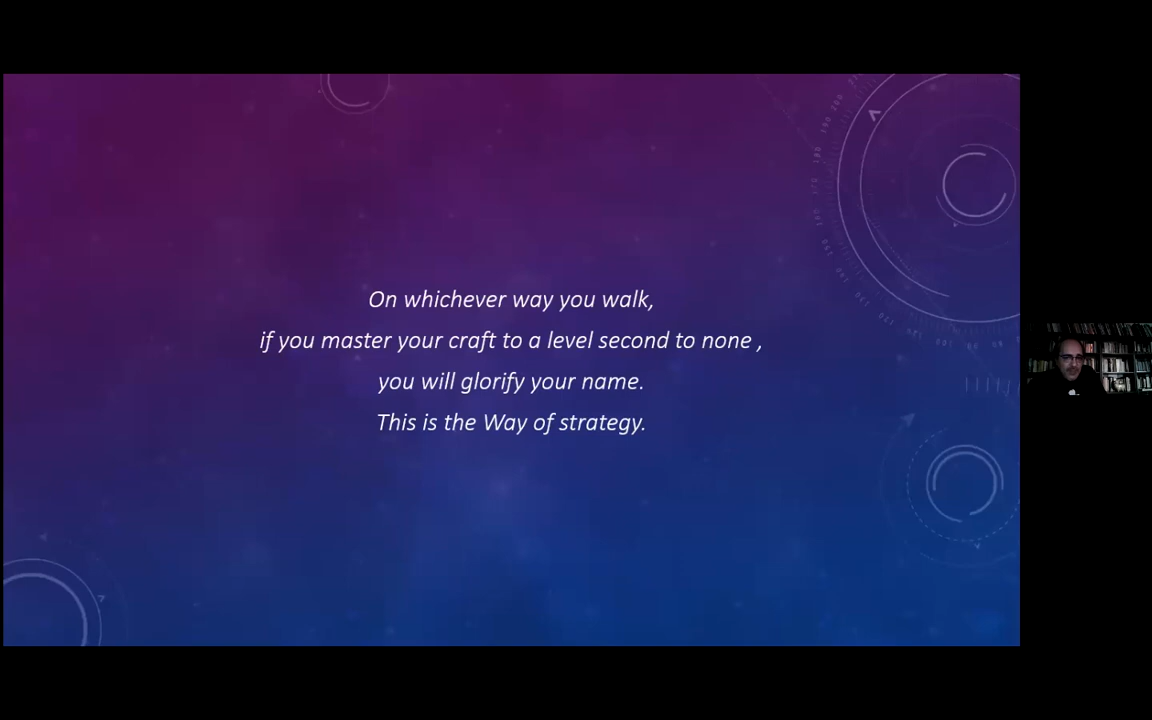 On whichever way you walk,
if you master your craft to a level second to none ,
you will glorify your name.
This is the Way of strategy.